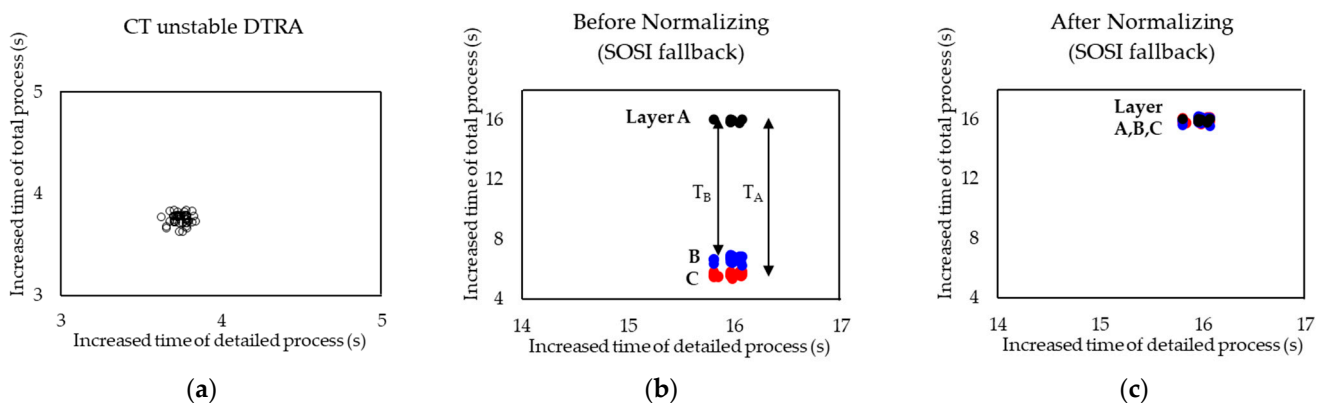 CT unstable DTRA
Increased time of total process (s)
5
4
3
3
4
5
Increased time of detailed process (s)
(a)
Before Normalizing
(SOSI fallback)
Increased time of total process (s)
16
12
8
4
Layer A
T_B
T_A
B
C
14
15
16
17
Increased time of detailed process (s)
(b)
After Normalizing
(SOSI fallback)
Increased time of total process (s)
16
12
8
4
Layer
A,B,C
14
15
16
17
Increased time of detailed process (s)
(c)